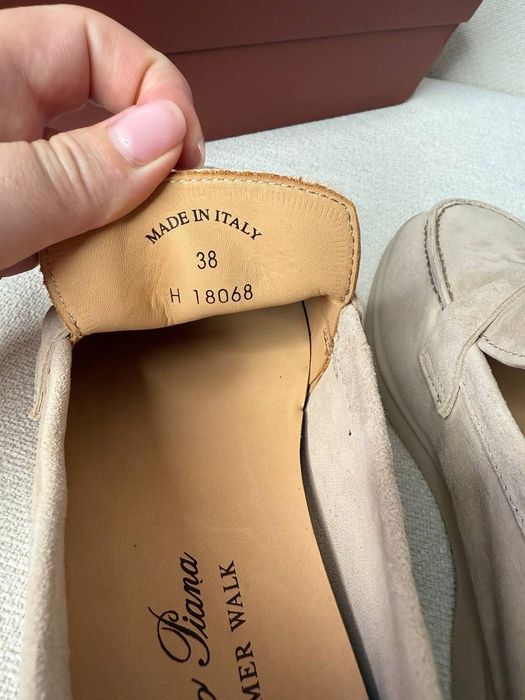 MADE IN ITALY
38
H 18068
o Piana
MER WALK